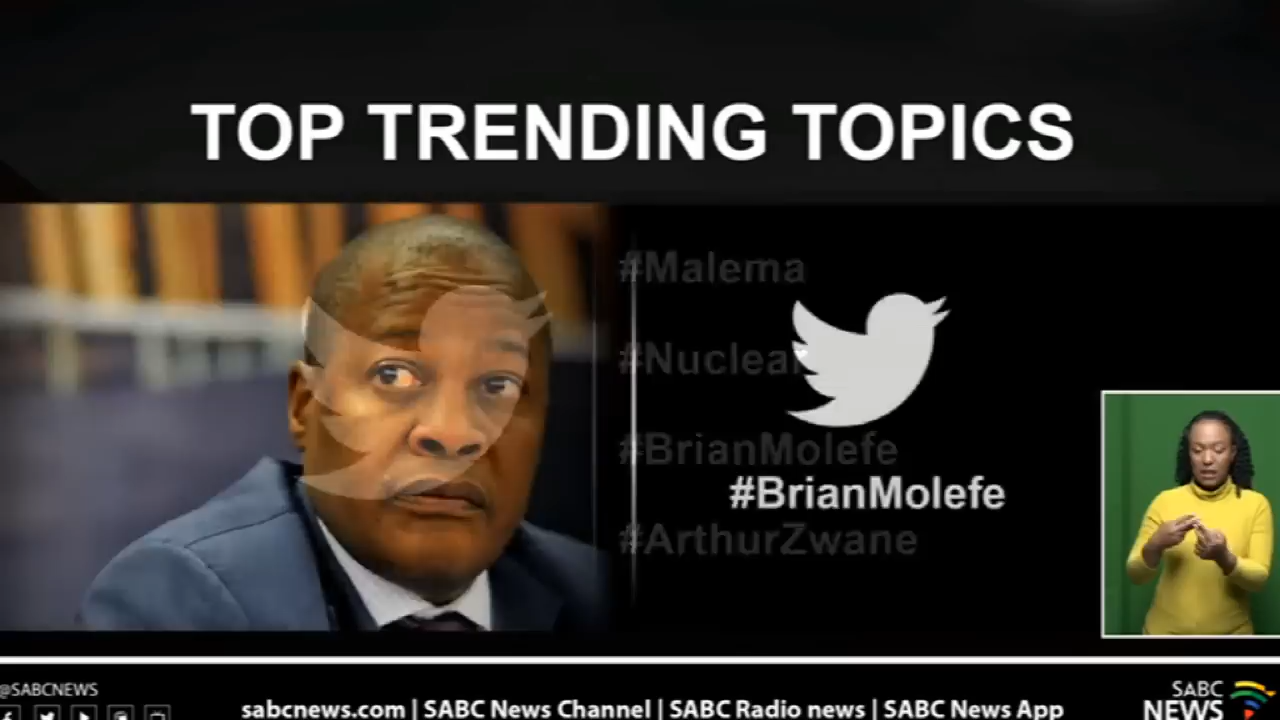 TOP TRENDING TOPICS
#Malema
#Nuclear
#BrianMolefe
#BrianMolefe
#ArthurZwane
@SABCNEWS
sabcnews.com | SABC News Channel | SABC Radio news | SABC News App
SABC
NEWS